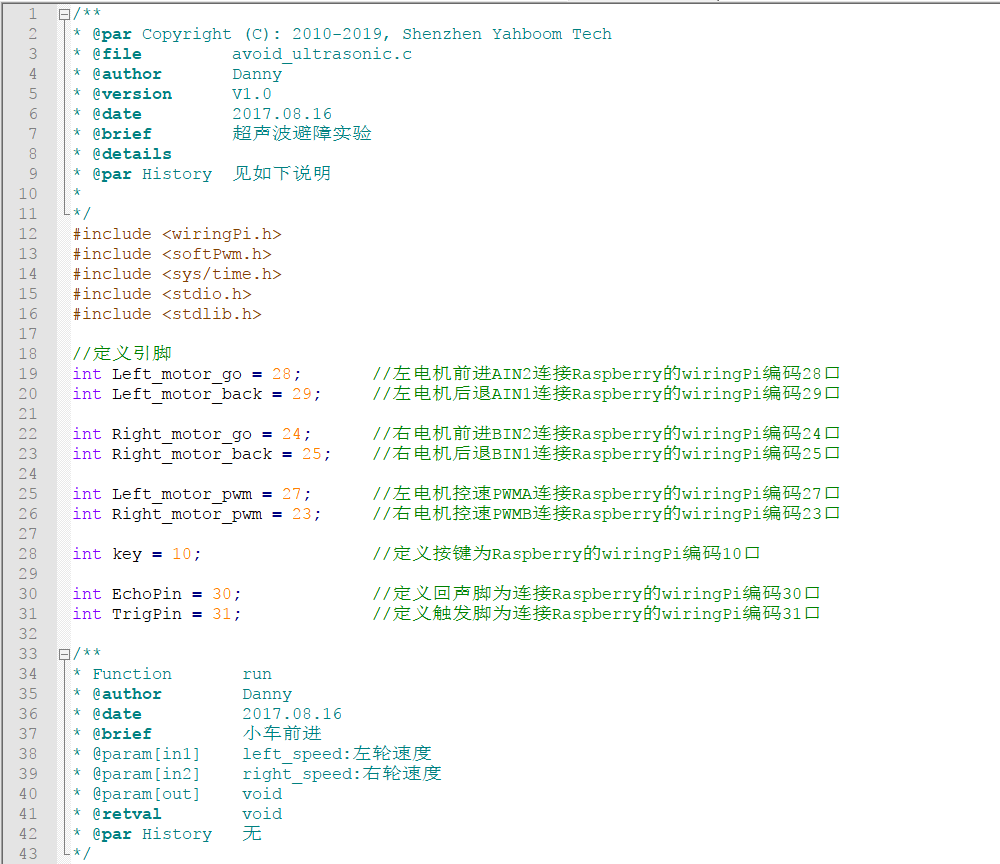 1 /**
2 * @par Copyright (C): 2010-2019, Shenzhen Yahboom Tech
3 * @file         avoid_ultrasonic.c
4 * @author       Danny
5 * @version      V1.0
6 * @date         2017.08.16
7 * @brief        超声波避障实验
8 * @details
9 * @par History  见如下说明
10 *
11 */
12 #include <wiringPi.h>
13 #include <softPwm.h>
14 #include <sys/time.h>
15 #include <stdio.h>
16 #include <stdlib.h>
17
18 //定义引脚
19 int Left_motor_go = 28;       //左电机前进AIN2连接Raspberry的wiringPi编码28口
20 int Left_motor_back = 29;     //左电机后退AIN1连接Raspberry的wiringPi编码29口
21
22 int Right_motor_go = 24;      //右电机前进BIN2连接Raspberry的wiringPi编码24口
23 int Right_motor_back = 25;    //右电机后退BIN1连接Raspberry的wiringPi编码25口
24
25 int Left_motor_pwm = 27;      //左电机控速PWMA连接Raspberry的wiringPi编码27口
26 int Right_motor_pwm = 23;     //右电机控速PWMB连接Raspberry的wiringPi编码23口
27
28 int key = 10;                 //定义按键为Raspberry的wiringPi编码10口
29
30 int EchoPin = 30;             //定义回声脚为连接Raspberry的wiringPi编码30口
31 int TrigPin = 31;             //定义触发脚为连接Raspberry的wiringPi编码31口
32
33 /**
34 * Function       run
35 * @author        Danny
36 * @date          2017.08.16
37 * @brief         小车前进
38 * @param[in1]    left_speed:左轮速度
39 * @param[in2]    right_speed:右轮速度
40 * @param[out]    void
41 * @retval        void
42 * @par History   无
43 */